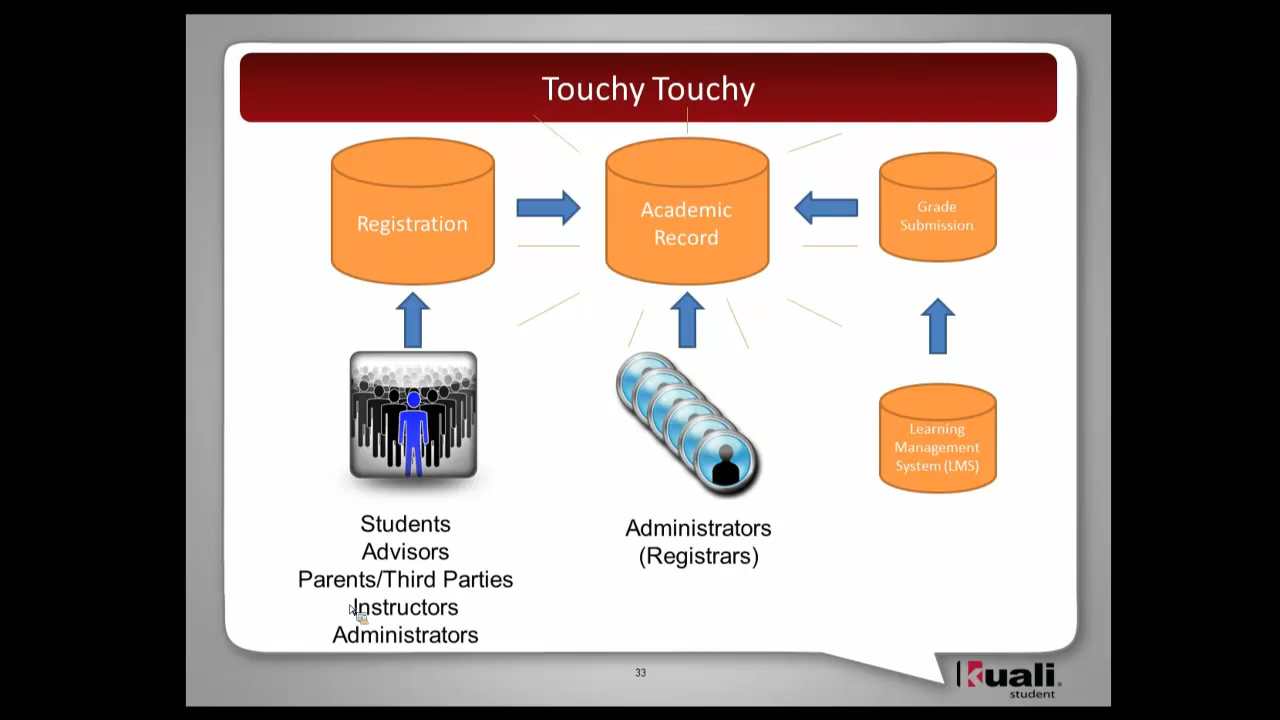 Touchy Touchy
Registration
Academic
Record
Grade
Submission
Learning
Management
System (LMS)
Students
Advisors
Parents/Third Parties
Instructors
Administrators
Administrators
(Registrars)
33
kuali
student